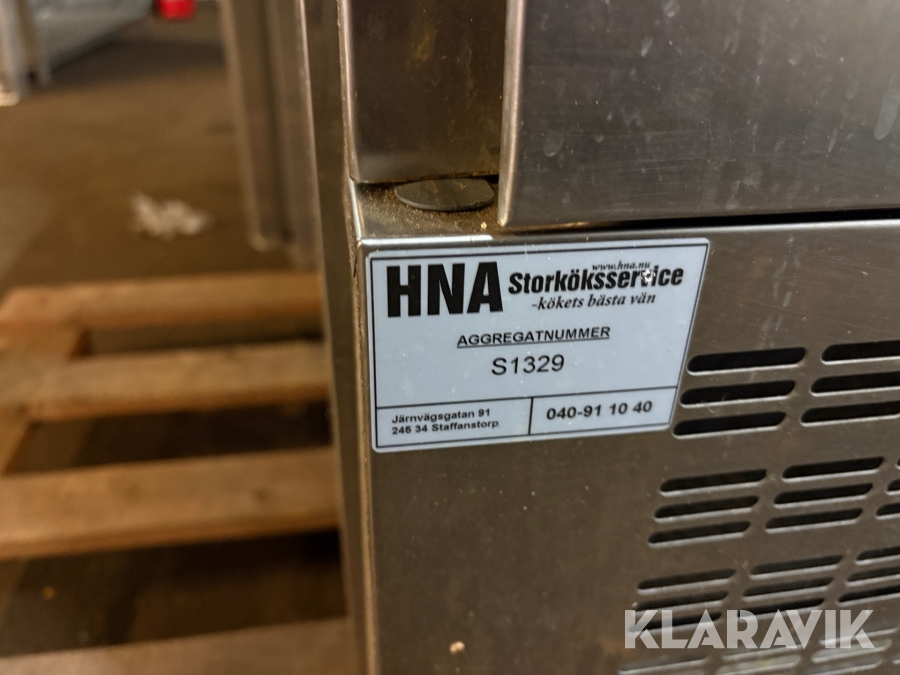 www.hna.nu
HNA Storköksservice
-kökets bästa vän
AGGREGATNUMMER
S1329
Järnvägsgatan 91
245 34 Staffanstorp
040-91 10 40
KLARAVIK